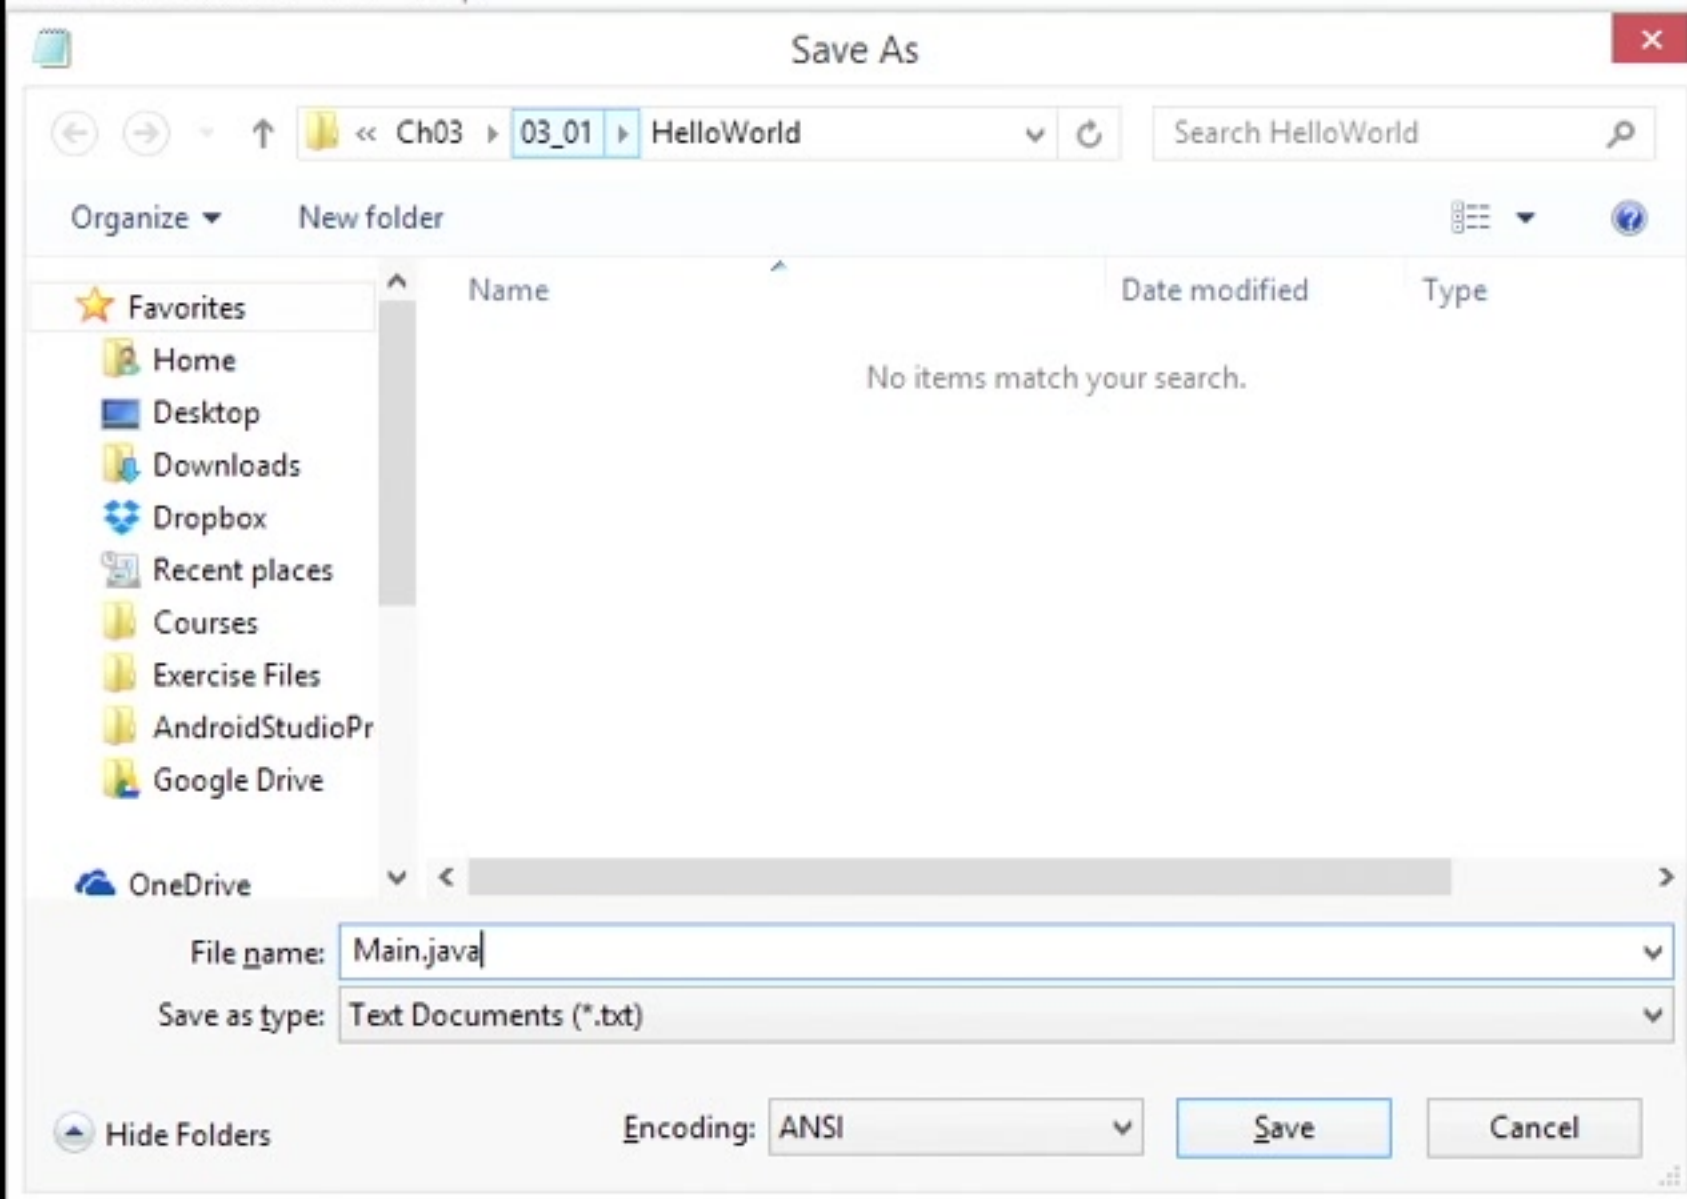 Save As
« Ch03 03_01 HelloWorld
Search HelloWorld
Organize New folder
Name Date modified Type
No items match your search.
Favorites
Home
Desktop
Downloads
Dropbox
Recent places
Courses
Exercise Files
AndroidStudioPr
Google Drive
OneDrive
File name: Main.java
Save as type: Text Documents (*.txt)
Hide Folders Encoding: ANSI Save Cancel